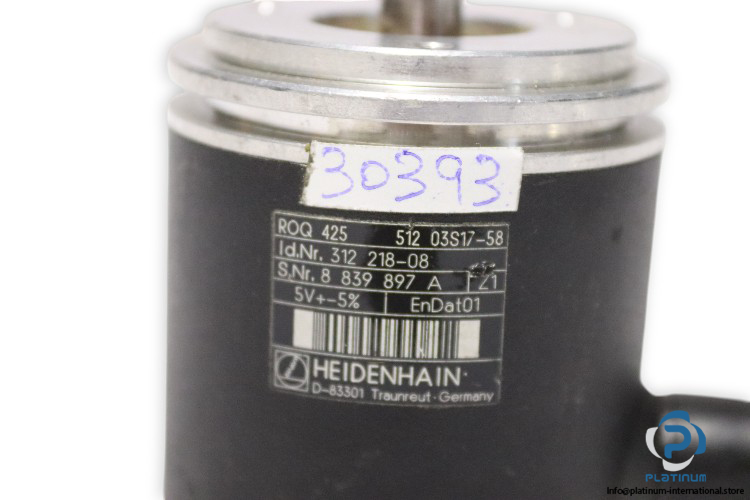 30393
ROQ 425 512 03S17-58
Id.Nr. 312 218-08
S.Nr. 8 839 897 A FZ1
5V+-5% EnDat01
HEIDENHAIN
D-83301 Traunreut · Germany
PLATINUM
Info@platinum-international.store